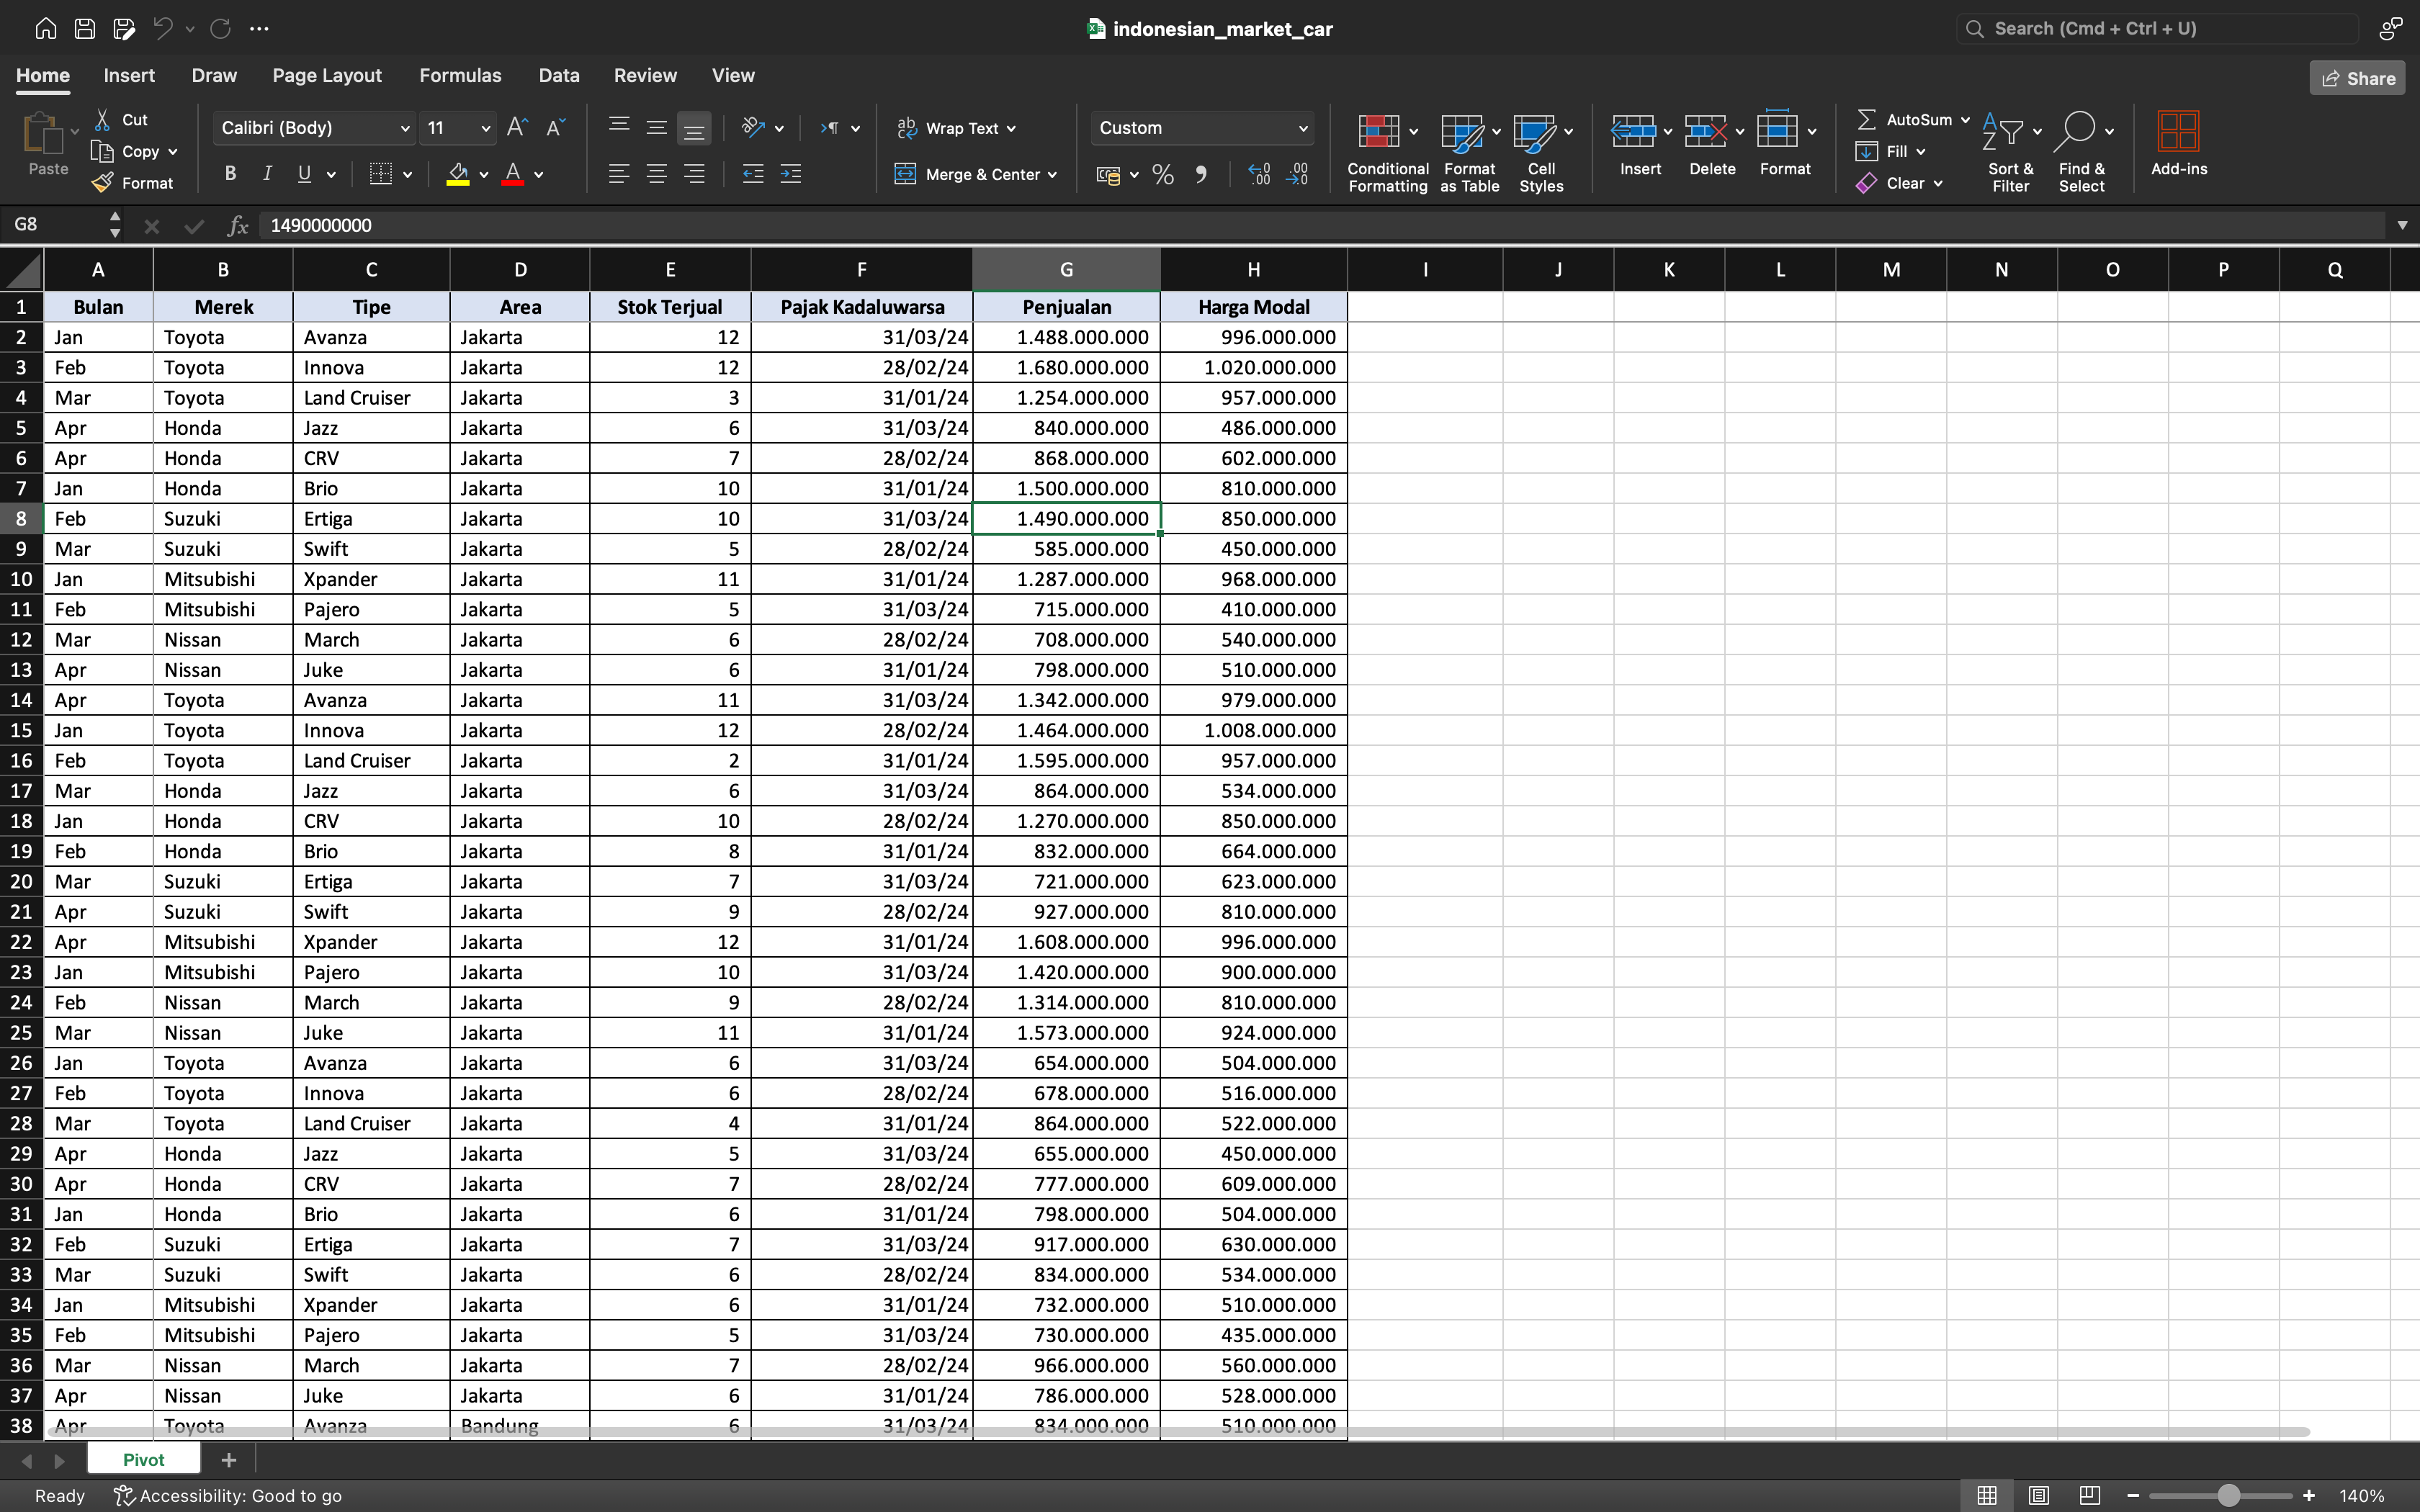 indonesian_market_car
Search (Cmd + Ctrl + U)
Home Insert Draw Page Layout Formulas Data Review View
Share
Paste
Cut
Copy
Format
Calibri (Body) 11
B I U
Wrap Text
Merge & Center
Custom
Conditional Formatting
Format as Table
Cell Styles
Insert
Delete
Format
AutoSum
Fill
Clear
Sort & Filter
Find & Select
Add-ins
G8 fx 1490000000
A B C D E F G H I J K L M N O P Q
1 Bulan Merek Tipe Area Stok Terjual Pajak Kadaluwarsa Penjualan Harga Modal
2 Jan Toyota Avanza Jakarta 12 31/03/24 1.488.000.000 996.000.000
3 Feb Toyota Innova Jakarta 12 28/02/24 1.680.000.000 1.020.000.000
4 Mar Toyota Land Cruiser Jakarta 3 31/01/24 1.254.000.000 957.000.000
5 Apr Honda Jazz Jakarta 6 31/03/24 840.000.000 486.000.000
6 Apr Honda CRV Jakarta 7 28/02/24 868.000.000 602.000.000
7 Jan Honda Brio Jakarta 10 31/01/24 1.500.000.000 810.000.000
8 Feb Suzuki Ertiga Jakarta 10 31/03/24 1.490.000.000 850.000.000
9 Mar Suzuki Swift Jakarta 5 28/02/24 585.000.000 450.000.000
10 Jan Mitsubishi Xpander Jakarta 11 31/01/24 1.287.000.000 968.000.000
11 Feb Mitsubishi Pajero Jakarta 5 31/03/24 715.000.000 410.000.000
12 Mar Nissan March Jakarta 6 28/02/24 708.000.000 540.000.000
13 Apr Nissan Juke Jakarta 6 31/01/24 798.000.000 510.000.000
14 Apr Toyota Avanza Jakarta 11 31/03/24 1.342.000.000 979.000.000
15 Jan Toyota Innova Jakarta 12 28/02/24 1.464.000.000 1.008.000.000
16 Feb Toyota Land Cruiser Jakarta 2 31/01/24 1.595.000.000 957.000.000
17 Mar Honda Jazz Jakarta 6 31/03/24 864.000.000 534.000.000
18 Jan Honda CRV Jakarta 10 28/02/24 1.270.000.000 850.000.000
19 Feb Honda Brio Jakarta 8 31/01/24 832.000.000 664.000.000
20 Mar Suzuki Ertiga Jakarta 7 31/03/24 721.000.000 623.000.000
21 Apr Suzuki Swift Jakarta 9 28/02/24 927.000.000 810.000.000
22 Apr Mitsubishi Xpander Jakarta 12 31/01/24 1.608.000.000 996.000.000
23 Jan Mitsubishi Pajero Jakarta 10 31/03/24 1.420.000.000 900.000.000
24 Feb Nissan March Jakarta 9 28/02/24 1.314.000.000 810.000.000
25 Mar Nissan Juke Jakarta 11 31/01/24 1.573.000.000 924.000.000
26 Jan Toyota Avanza Jakarta 6 31/03/24 654.000.000 504.000.000
27 Feb Toyota Innova Jakarta 6 28/02/24 678.000.000 516.000.000
28 Mar Toyota Land Cruiser Jakarta 4 31/01/24 864.000.000 522.000.000
29 Apr Honda Jazz Jakarta 5 31/03/24 655.000.000 450.000.000
30 Apr Honda CRV Jakarta 7 28/02/24 777.000.000 609.000.000
31 Jan Honda Brio Jakarta 6 31/01/24 798.000.000 504.000.000
32 Feb Suzuki Ertiga Jakarta 7 31/03/24 917.000.000 630.000.000
33 Mar Suzuki Swift Jakarta 6 28/02/24 834.000.000 534.000.000
34 Jan Mitsubishi Xpander Jakarta 6 31/01/24 732.000.000 510.000.000
35 Feb Mitsubishi Pajero Jakarta 5 31/03/24 730.000.000 435.000.000
36 Mar Nissan March Jakarta 7 28/02/24 966.000.000 560.000.000
37 Apr Nissan Juke Jakarta 6 31/01/24 786.000.000 528.000.000
38 Apr Toyota Avanza Bandung 6 31/03/24 834.000.000 510.000.000
Pivot
Ready Accessibility: Good to go 140%